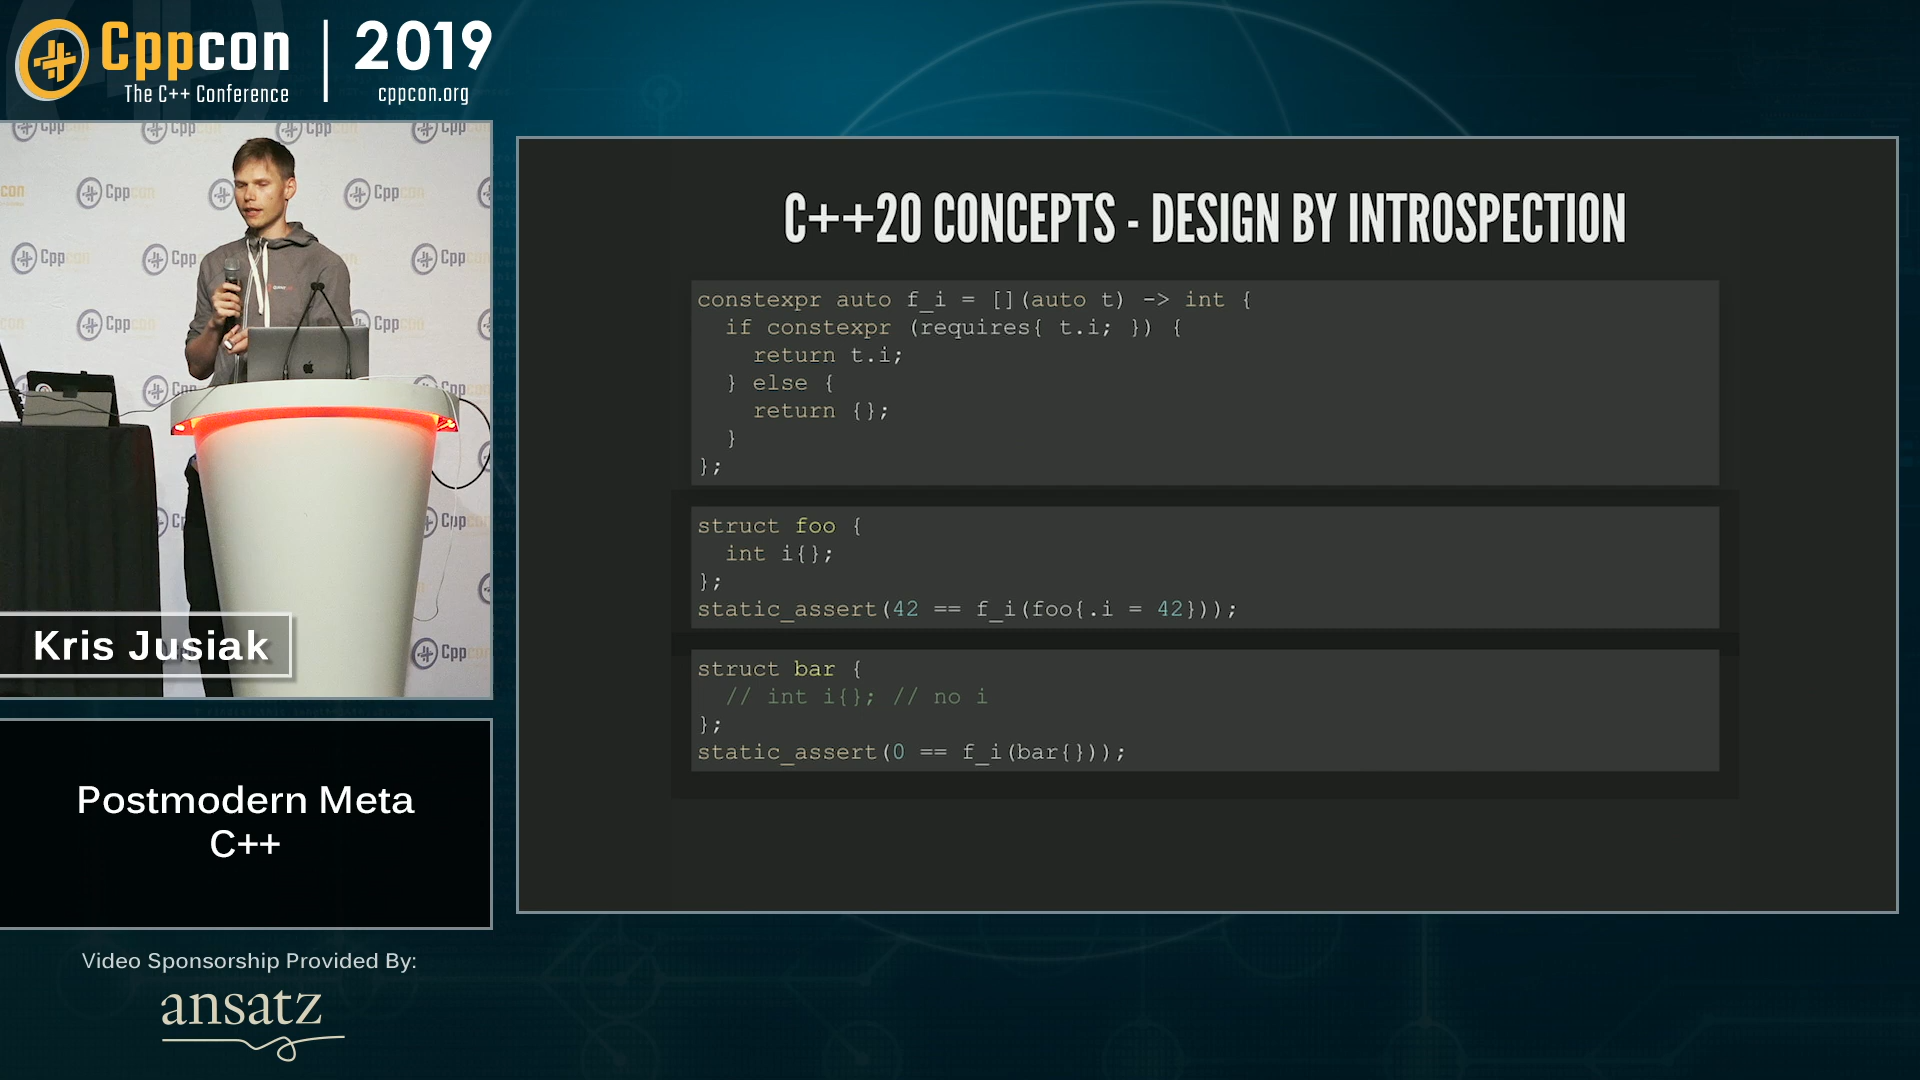 Cppcon
The C++ Conference
2019
cppcon.org
Kris Jusiak
Postmodern Meta
C++
Video Sponsorship Provided By:
ansatz
C++20 CONCEPTS - DESIGN BY INTROSPECTION
constexpr auto f_i = [](auto t) -> int {
  if constexpr (requires{ t.i; }) {
    return t.i;
  } else {
    return {};
  }
};
struct foo {
  int i{};
};
static_assert(42 == f_i(foo{.i = 42}));
struct bar {
  // int i{}; // no i
};
static_assert(0 == f_i(bar{}));